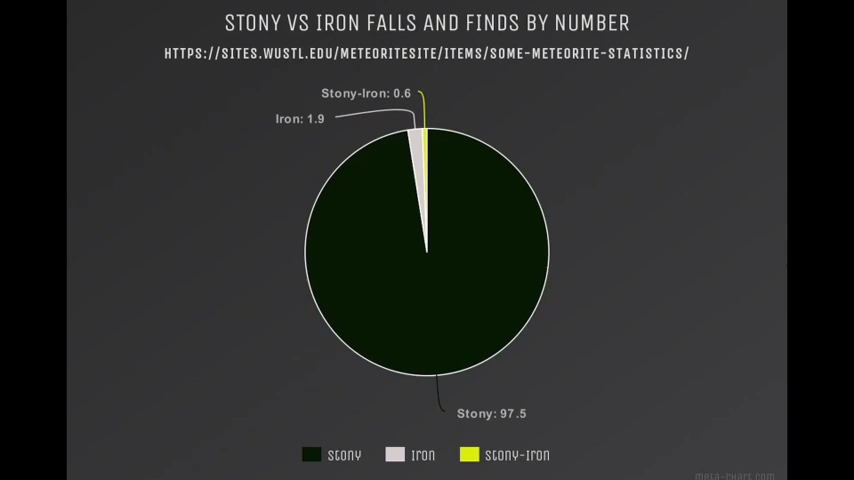 STONY VS IRON FALLS AND FINDS BY NUMBER
HTTPS://SITES.WUSTL.EDU/METEORITESITE/ITEMS/SOME-METEORITE-STATISTICS/
Stony-Iron: 0.6
Iron: 1.9
Stony: 97.5
Stony
Iron
Stony-Iron
meta-chart.com